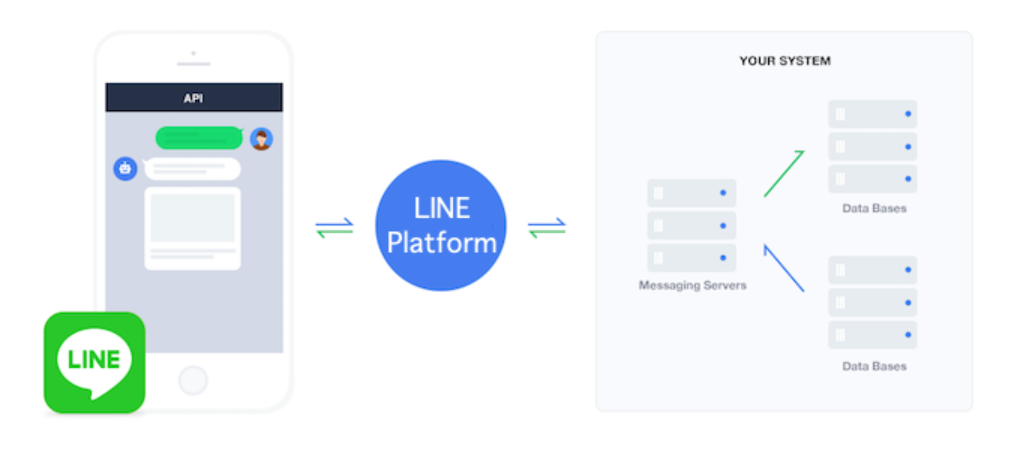 YOUR SYSTEM
API
LINE
Platform
Data Bases
Messaging Servers
LINE
Data Bases